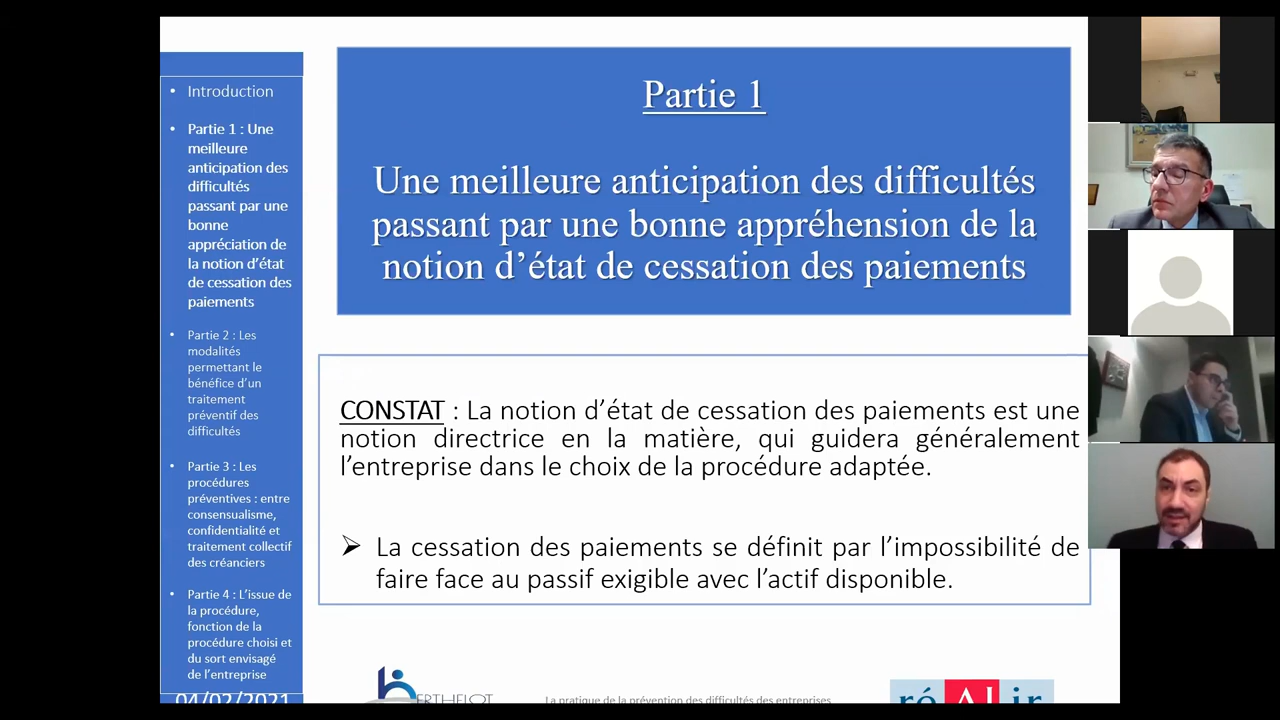 • Introduction
• Partie 1 : Une
meilleure
anticipation des
difficultés
passant par une
bonne
appréciation de
la notion d'état
de cessation des
paiements
• Partie 2 : Les
modalités
permettant le
bénéfice d'un
traitement
préventif des
difficultés
• Partie 3 : Les
procédures
préventives : entre
consensualisme,
confidentialité et
traitement collectif
des créanciers
• Partie 4 : L'issue de
la procédure,
fonction de la
procédure choisi et
du sort envisagé
de l'entreprise
04/02/2021
Partie 1
Une meilleure anticipation des difficultés
passant par une bonne appréhension de la
notion d'état de cessation des paiements
CONSTAT : La notion d'état de cessation des paiements est une
notion directrice en la matière, qui guidera généralement
l'entreprise dans le choix de la procédure adaptée.
➢ La cessation des paiements se définit par l'impossibilité de
faire face au passif exigible avec l'actif disponible.
BERTHELOT
La pratique de la prévention des difficultés des entreprises
réAlir